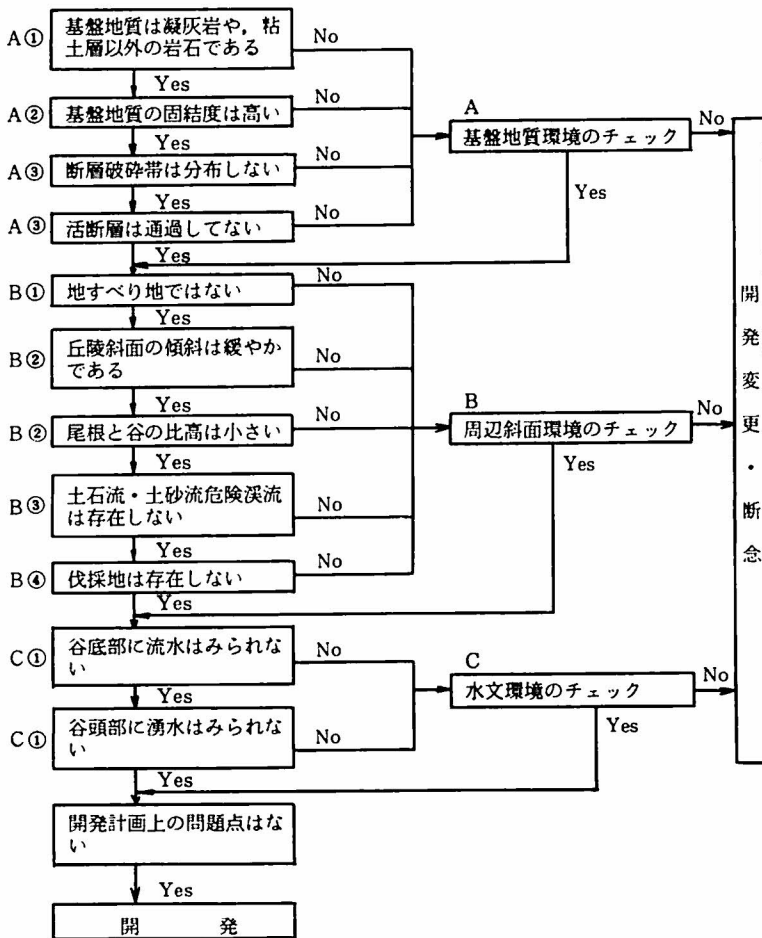 A① 基盤地質は凝灰岩や，粘
土層以外の岩石である
No
Yes
A② 基盤地質の固結度は高い
No
Yes
A
基盤地質環境のチェック
No
Yes
A③ 断層破砕帯は分布しない
No
Yes
A③ 活断層は通過してない
No
Yes
B① 地すべり地ではない
No
Yes
B② 丘陵斜面の傾斜は緩やか
である
No
Yes
B② 尾根と谷の比高は小さい
No
Yes
B
周辺斜面環境のチェック
No
Yes
B③ 土石流・土砂流危険渓流
は存在しない
No
Yes
B④ 伐採地は存在しない
No
Yes
C① 谷底部に流水はみられな
い
No
Yes
C
水文環境のチェック
No
Yes
C① 谷頭部に湧水はみられな
い
No
Yes
開発計画上の問題点はな
い
Yes
開　　　発
開発変更・断念